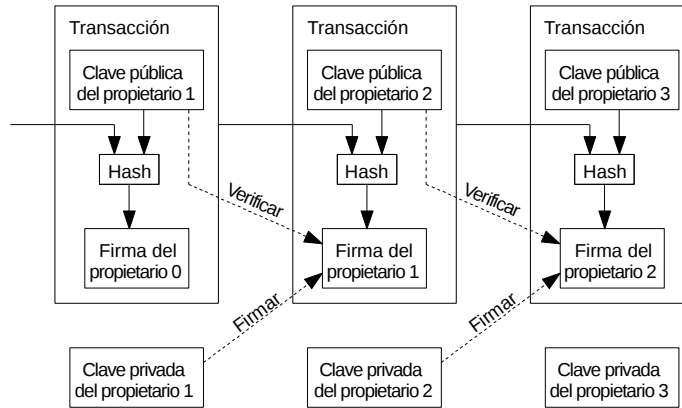 Transacción
Clave pública
del propietario 1
Hash
Firma del
propietario 0
Transacción
Clave pública
del propietario 2
Hash
Verificar
Firma del
propietario 1
Firmar
Transacción
Clave pública
del propietario 3
Hash
Verificar
Firma del
propietario 2
Firmar
Clave privada
del propietario 1
Clave privada
del propietario 2
Clave privada
del propietario 3